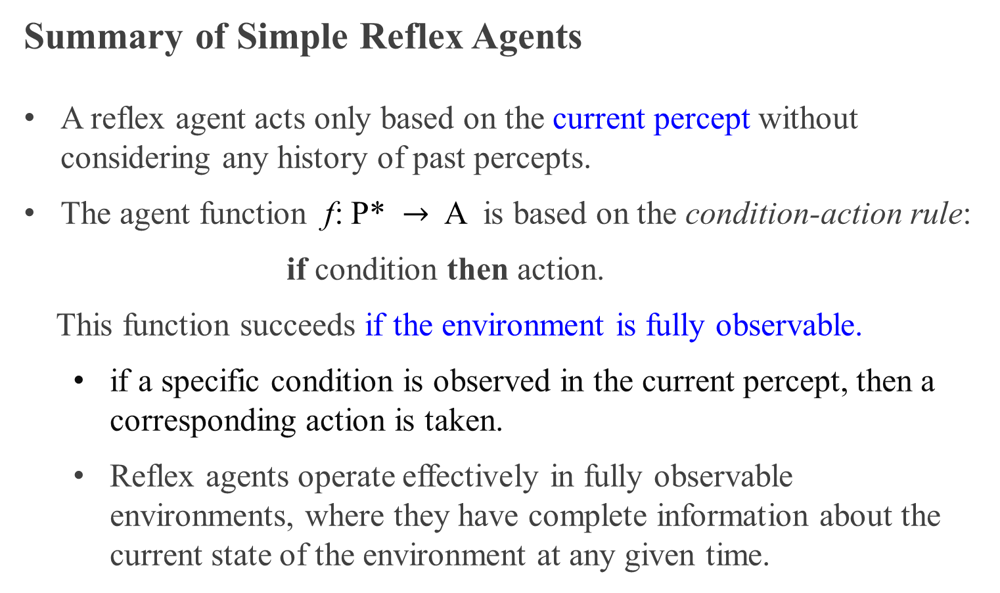 Summary of Simple Reflex Agents
• A reflex agent acts only based on the current percept without
considering any history of past percepts.
• The agent function f: P* → A is based on the condition-action rule:
if condition then action.
This function succeeds if the environment is fully observable.
• if a specific condition is observed in the current percept, then a
corresponding action is taken.
• Reflex agents operate effectively in fully observable
environments, where they have complete information about the
current state of the environment at any given time.